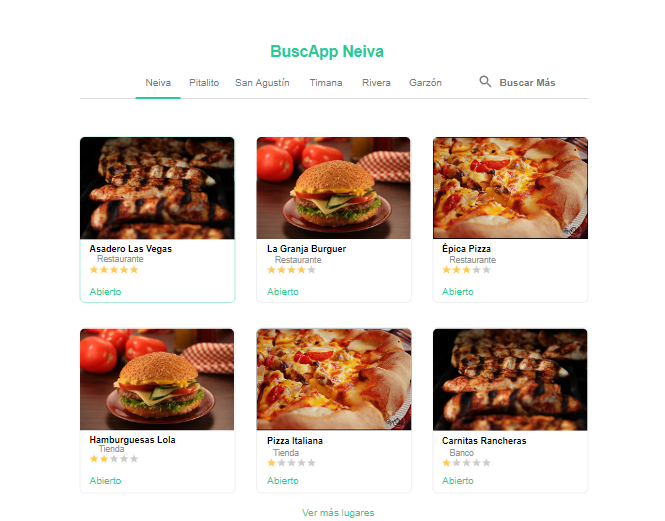 BuscApp Neiva
Neiva Pitalito San Agustín Timana Rivera Garzón Buscar Más
Asadero Las Vegas
Restaurante
Abierto
La Granja Burguer
Restaurante
Abierto
Épica Pizza
Restaurante
Abierto
Hamburguesas Lola
Tienda
Abierto
Pizza Italiana
Tienda
Abierto
Carnitas Rancheras
Banco
Abierto
Ver más lugares